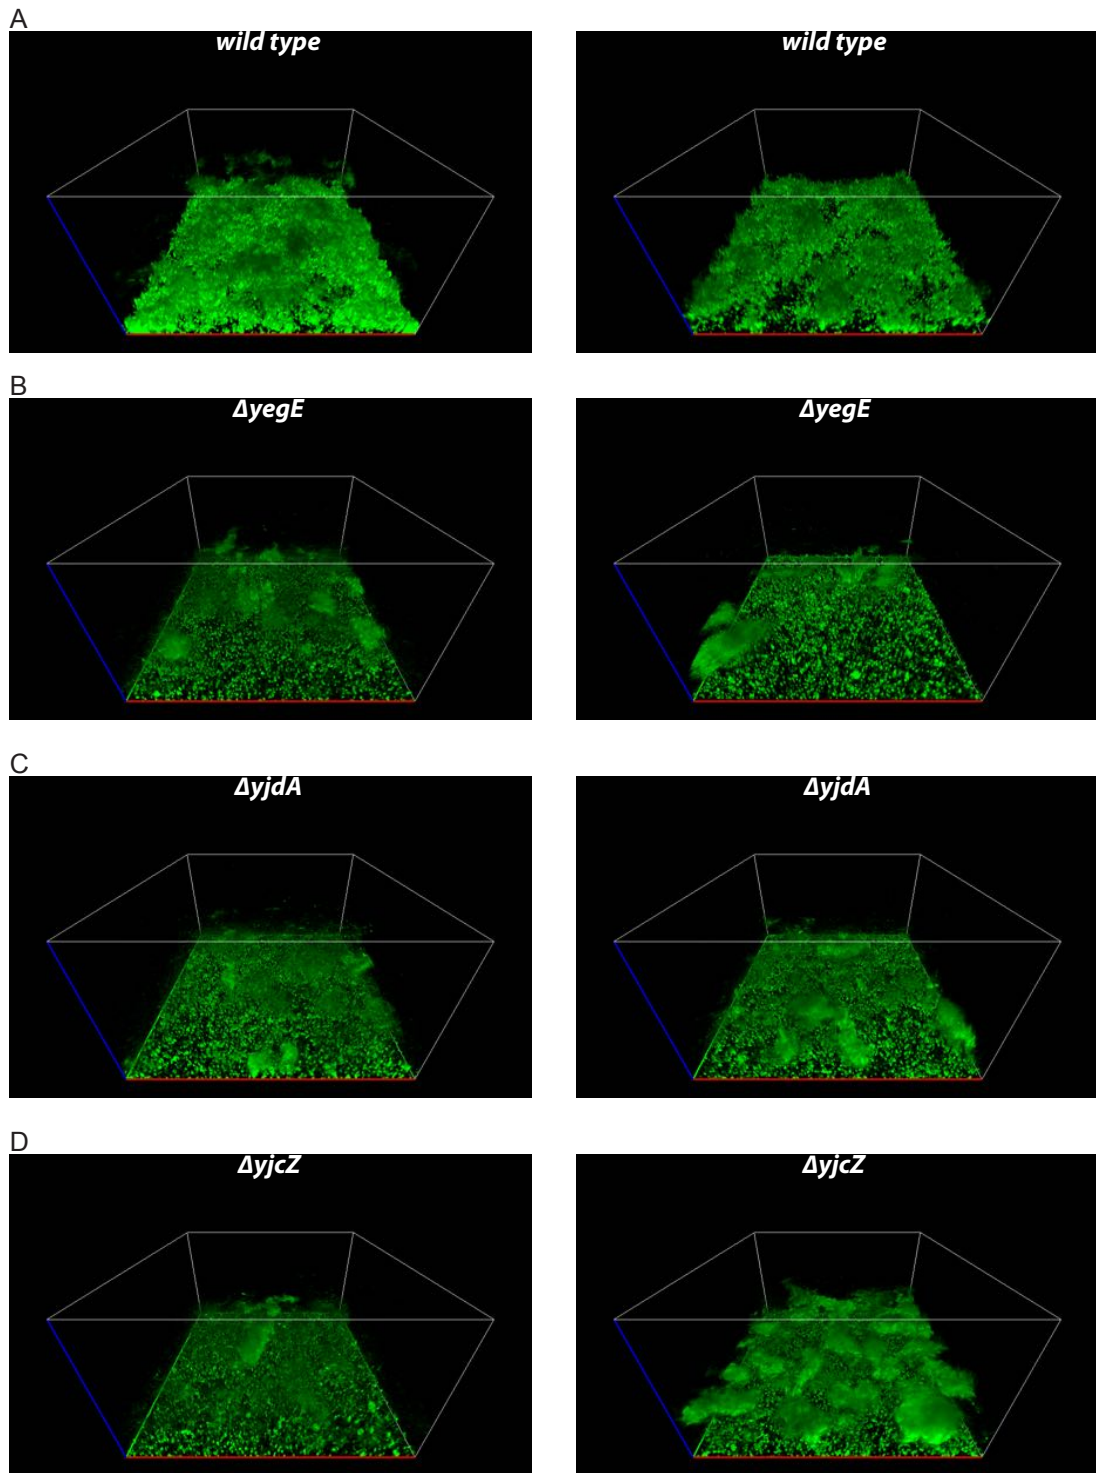 A
wild type
wild type
B
ΔyegE
ΔyegE
C
ΔyjdA
ΔyjdA
D
ΔyjcZ
ΔyjcZ